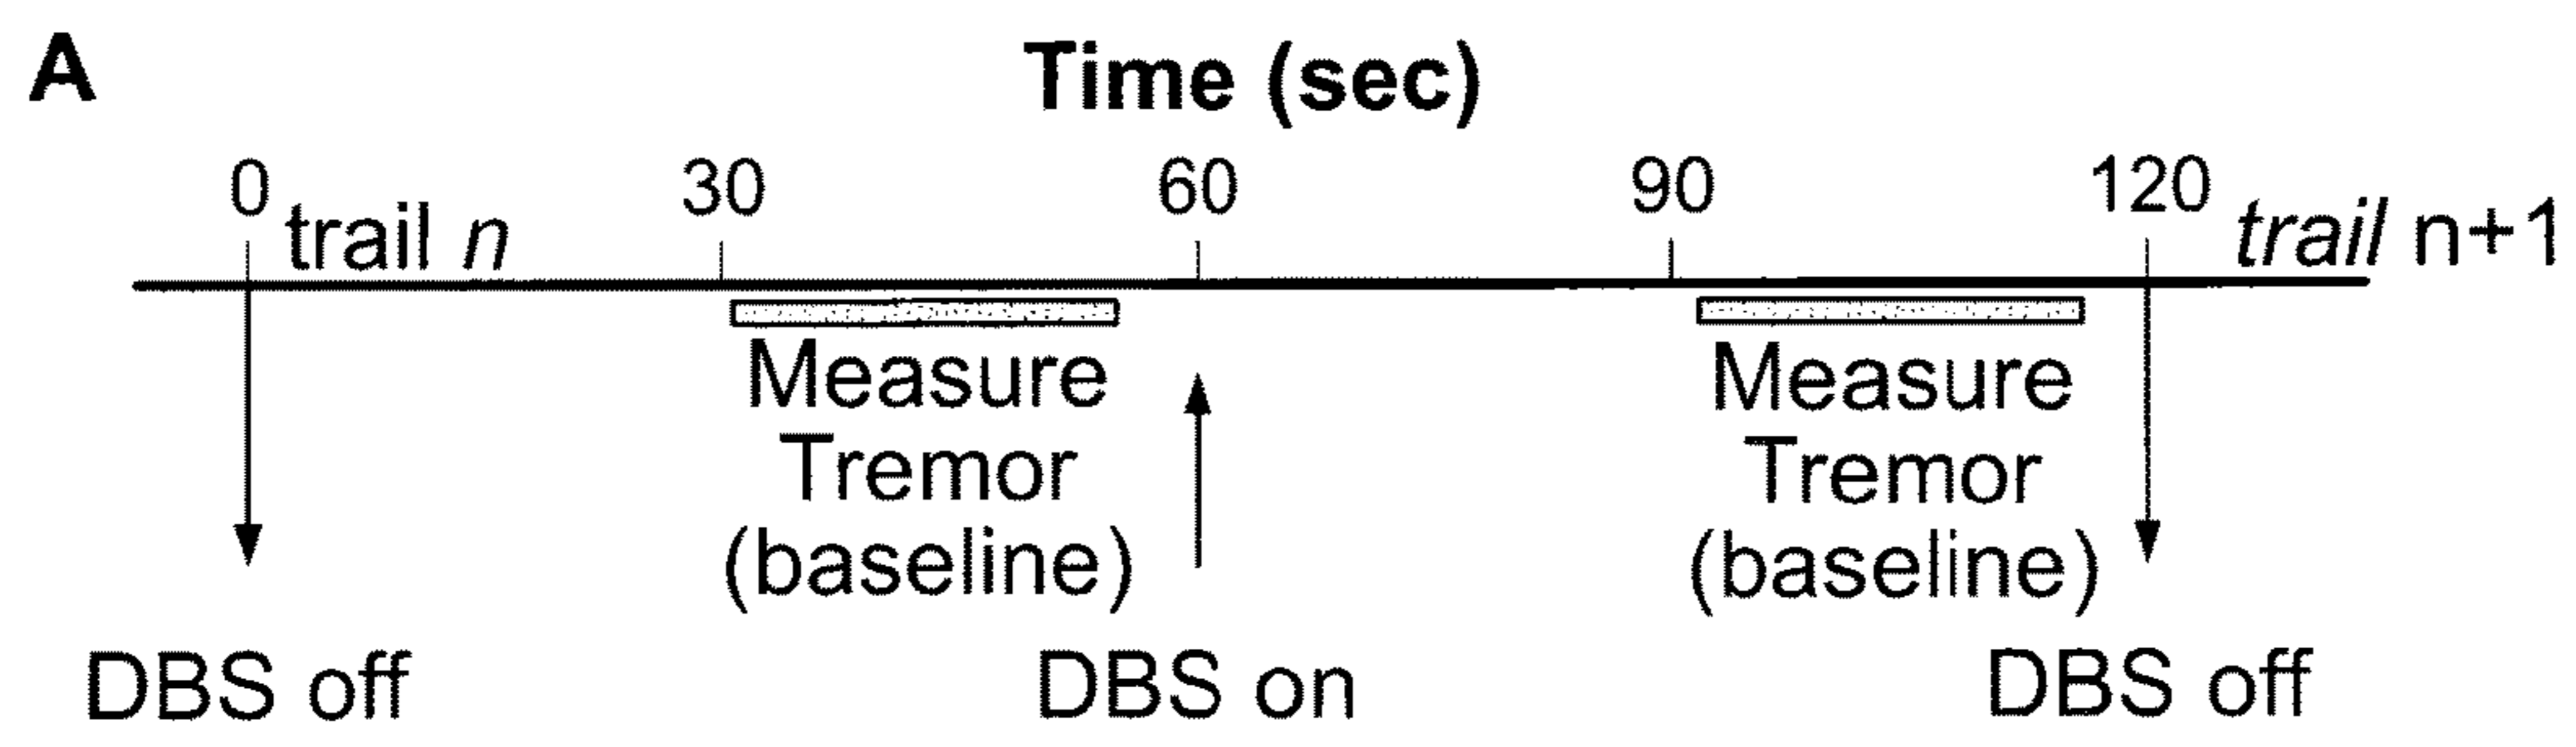 A
Time (sec)
0 30 60 90 120
trail n trail n+1
Measure Measure
Tremor Tremor
(baseline) (baseline)
DBS off DBS on DBS off